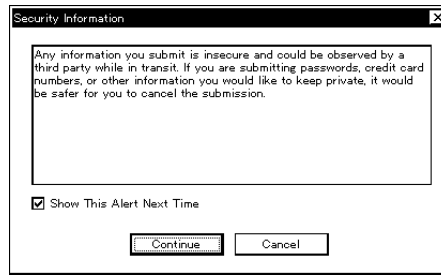 Security Information
Any information you submit is insecure and could be observed by a
third party while in transit. If you are submitting passwords, credit card
numbers, or other information you would like to keep private, it would
be safer for you to cancel the submission.
Show This Alert Next Time
Continue
Cancel